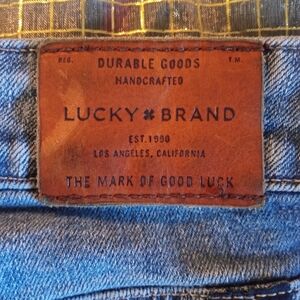 REG. DURABLE GOODS T.M.
HANDCRAFTED
LUCKY BRAND
EST. 1990
LOS ANGELES, CALIFORNIA
THE MARK OF GOOD LUCK